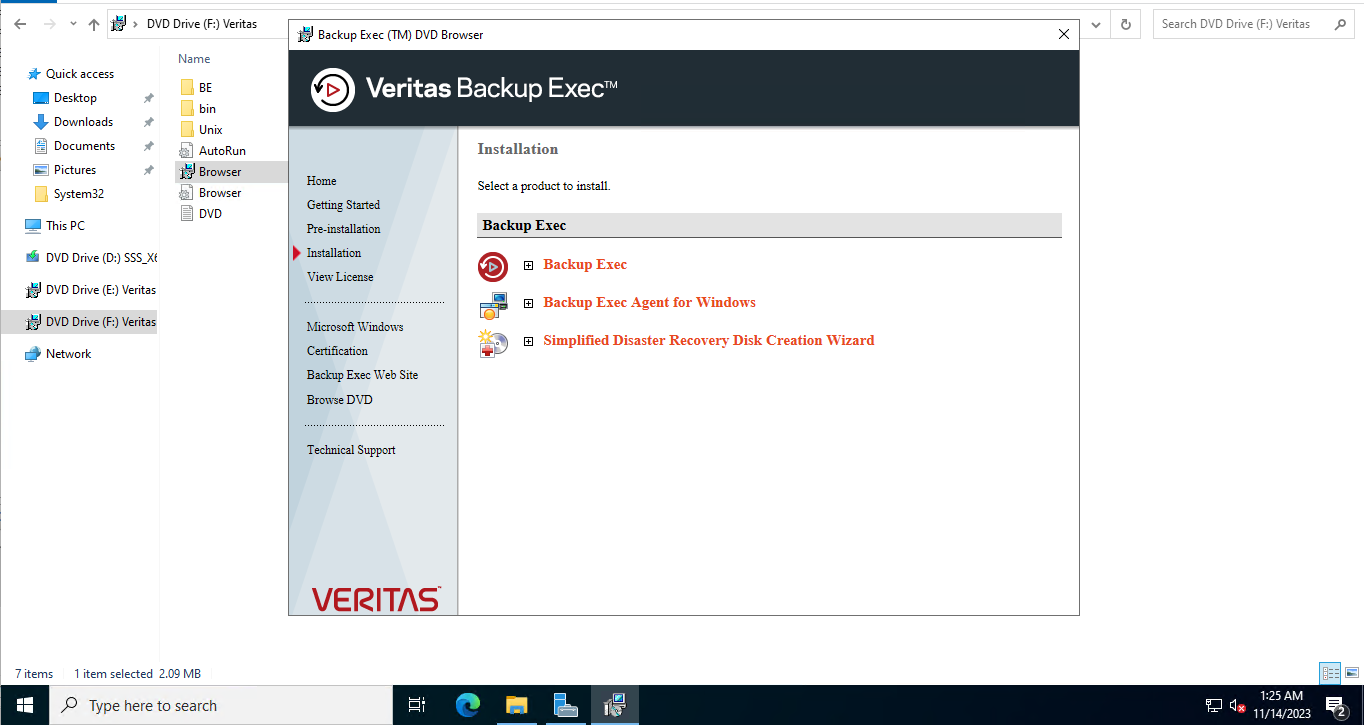 DVD Drive (F:) Veritas
Search DVD Drive (F:) Veritas
Quick access
Desktop
Downloads
Documents
Pictures
System32
This PC
DVD Drive (D:) SSS_X6
DVD Drive (E:) Veritas
DVD Drive (F:) Veritas
Network
Name
BE
bin
Unix
AutoRun
Browser
Browser
DVD
Backup Exec (TM) DVD Browser
Veritas Backup Exec™
Home
Getting Started
Pre-installation
Installation
View License
Microsoft Windows
Certification
Backup Exec Web Site
Browse DVD
Technical Support
VERITAS™
Installation
Select a product to install.
Backup Exec
Backup Exec
Backup Exec Agent for Windows
Simplified Disaster Recovery Disk Creation Wizard
7 items
1 item selected 2.09 MB
Type here to search
1:25 AM
11/14/2023
2